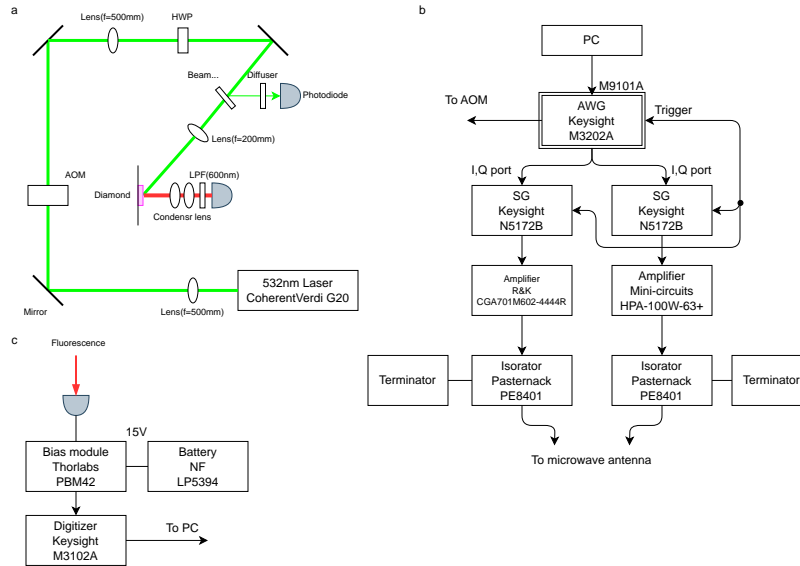 a
Lens(f=500mm)
HWP
Beam...
Diffuser
Photodiode
Lens(f=200mm)
AOM
LPF(600nm)
Diamond
Condensr lens
532nm Laser
CoherentVerdi G20
Mirror
Lens(f=500mm)
b
PC
M9101A
To AOM
AWG
Keysight
M3202A
Trigger
I,Q port
I,Q port
SG
Keysight
N5172B
SG
Keysight
N5172B
Amplifier
R&K
CGA701M602-4444R
Amplifier
Mini-circuits
HPA-100W-63+
Terminator
Isorator
Pasternack
PE8401
Isorator
Pasternack
PE8401
Terminator
To microwave antenna
c
Fluorescence
15V
Bias module
Thorlabs
PBM42
Battery
NF
LP5394
Digitizer
Keysight
M3102A
To PC